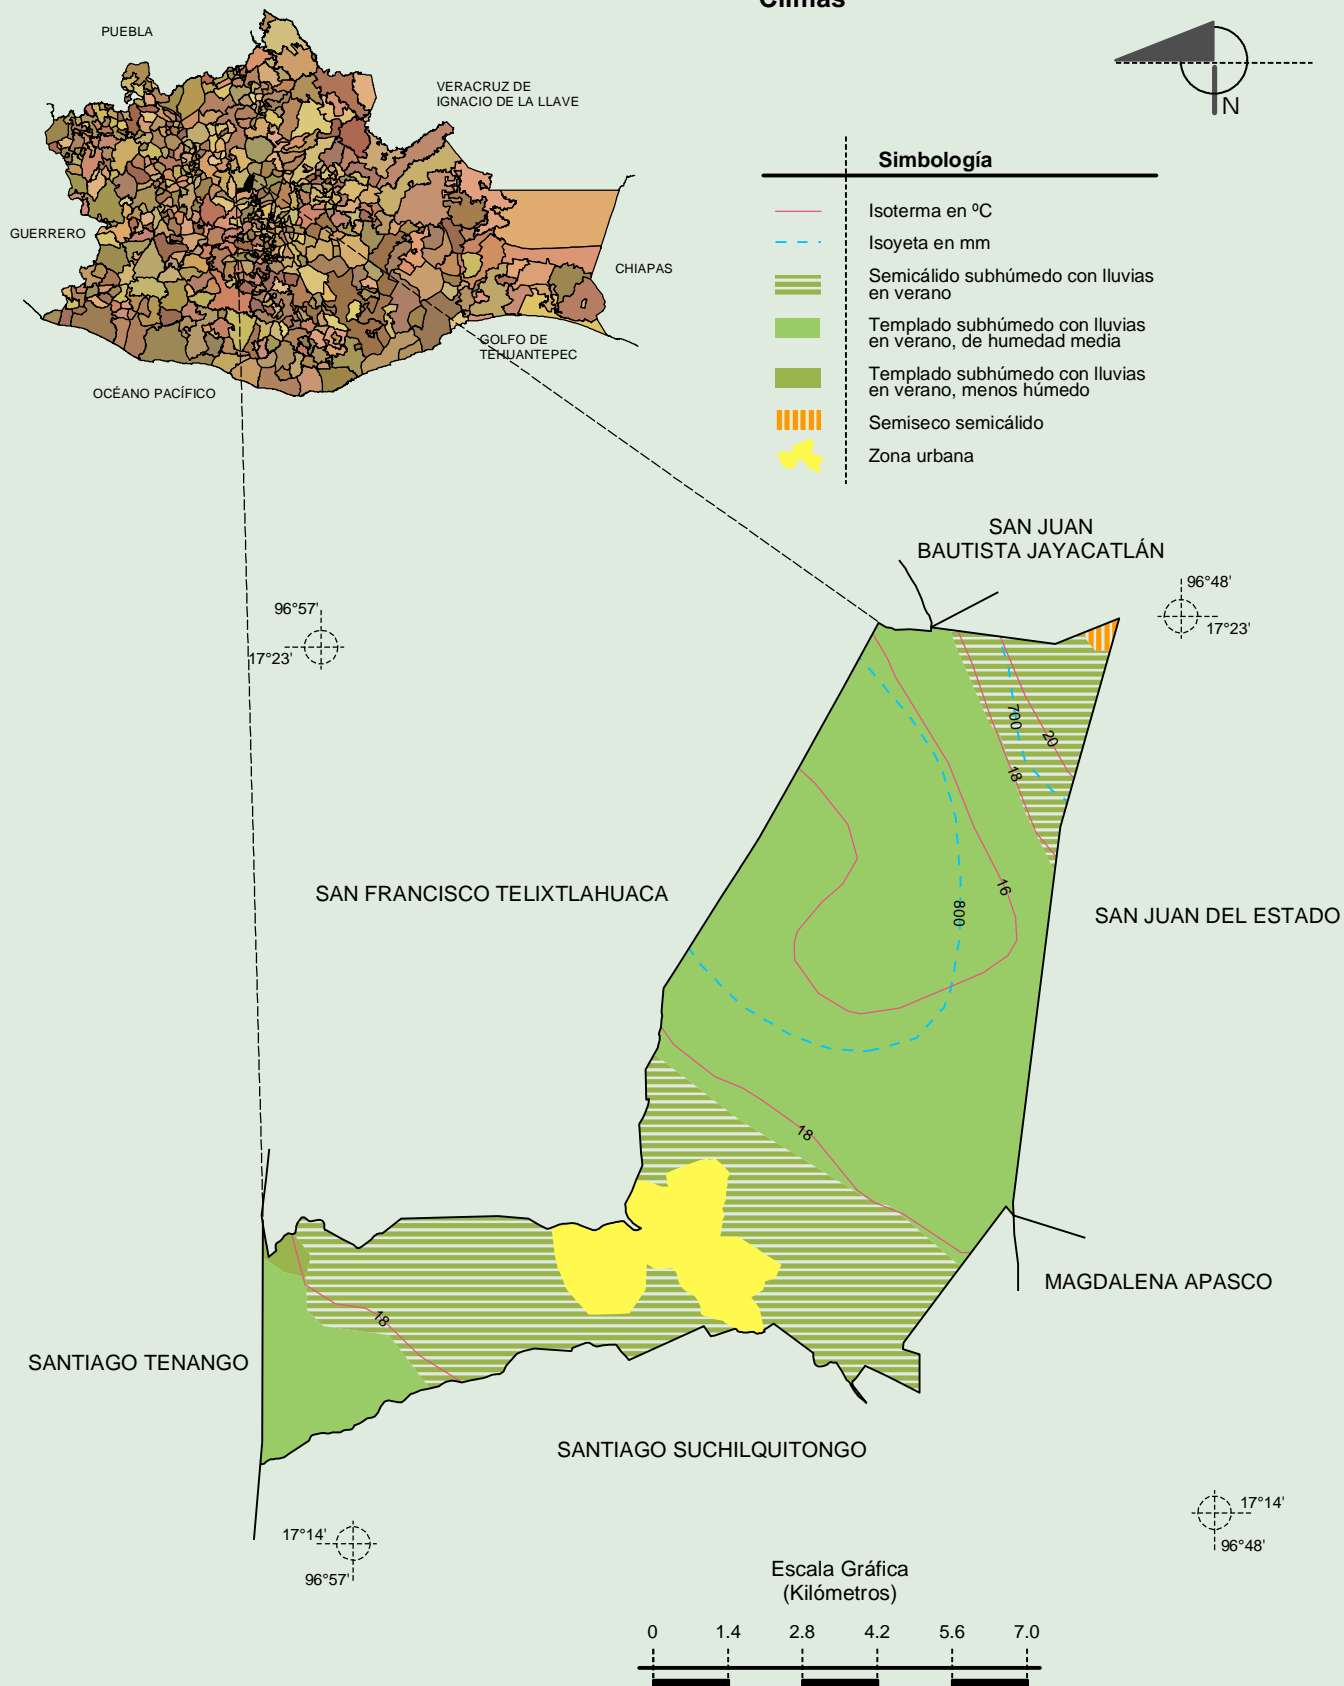 Climas
PUEBLA
VERACRUZ DE
IGNACIO DE LA LLAVE
GUERRERO
CHIAPAS
GOLFO DE
TEHUANTEPEC
OCÉANO PACÍFICO
N
Simbología
Isoterma en ºC
Isoyeta en mm
Semicálido subhúmedo con lluvias
en verano
Templado subhúmedo con lluvias
en verano, de humedad media
Templado subhúmedo con lluvias
en verano, menos húmedo
Semiseco semicálido
Zona urbana
SAN JUAN
BAUTISTA JAYACATLÁN
96°57'
17°23'
96°48'
17°23'
700
20
18
16
800
SAN FRANCISCO TELIXTLAHUACA
SAN JUAN DEL ESTADO
18
MAGDALENA APASCO
18
SANTIAGO TENANGO
SANTIAGO SUCHILQUITONGO
17°14'
96°57'
17°14'
96°48'
Escala Gráfica
(Kilómetros)
0 1.4 2.8 4.2 5.6 7.0